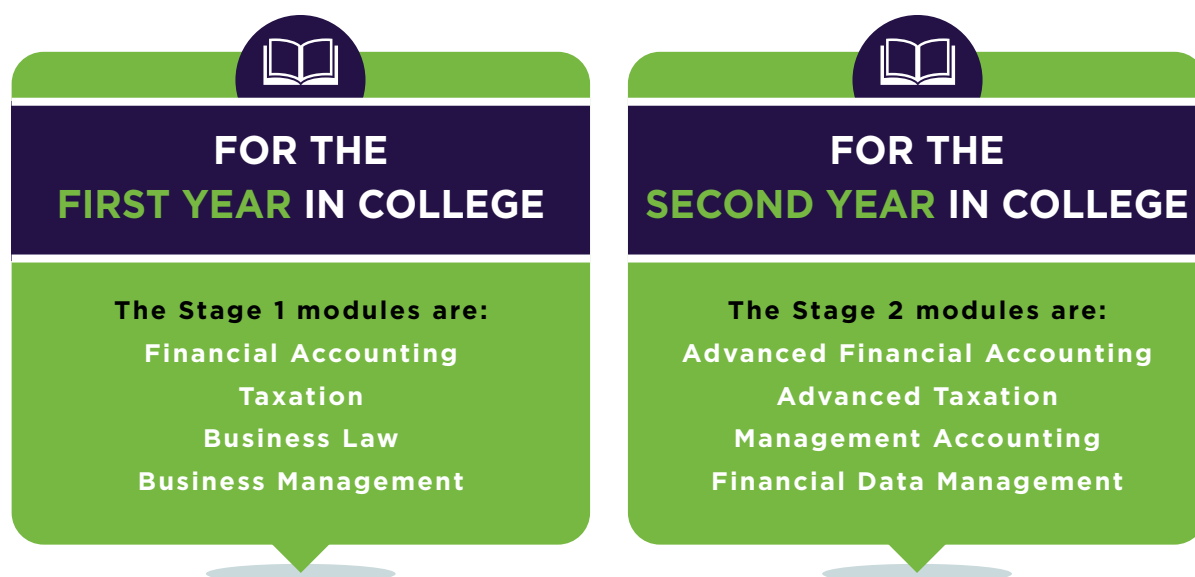 FOR THE
FIRST YEAR IN COLLEGE
The Stage 1 modules are:
Financial Accounting
Taxation
Business Law
Business Management
FOR THE
SECOND YEAR IN COLLEGE
The Stage 2 modules are:
Advanced Financial Accounting
Advanced Taxation
Management Accounting
Financial Data Management